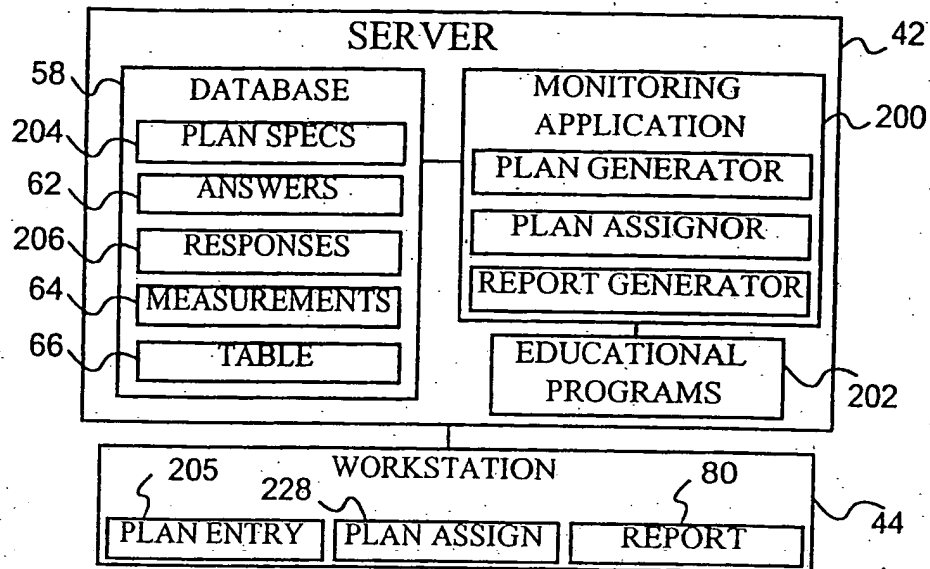 SERVER
42
58
DATABASE
204
PLAN SPECS
62
ANSWERS
206
RESPONSES
64
MEASUREMENTS
66
TABLE
MONITORING
APPLICATION
200
PLAN GENERATOR
PLAN ASSIGNOR
REPORT GENERATOR
EDUCATIONAL
PROGRAMS
202
WORKSTATION
44
205
PLAN ENTRY
228
PLAN ASSIGN
80
REPORT